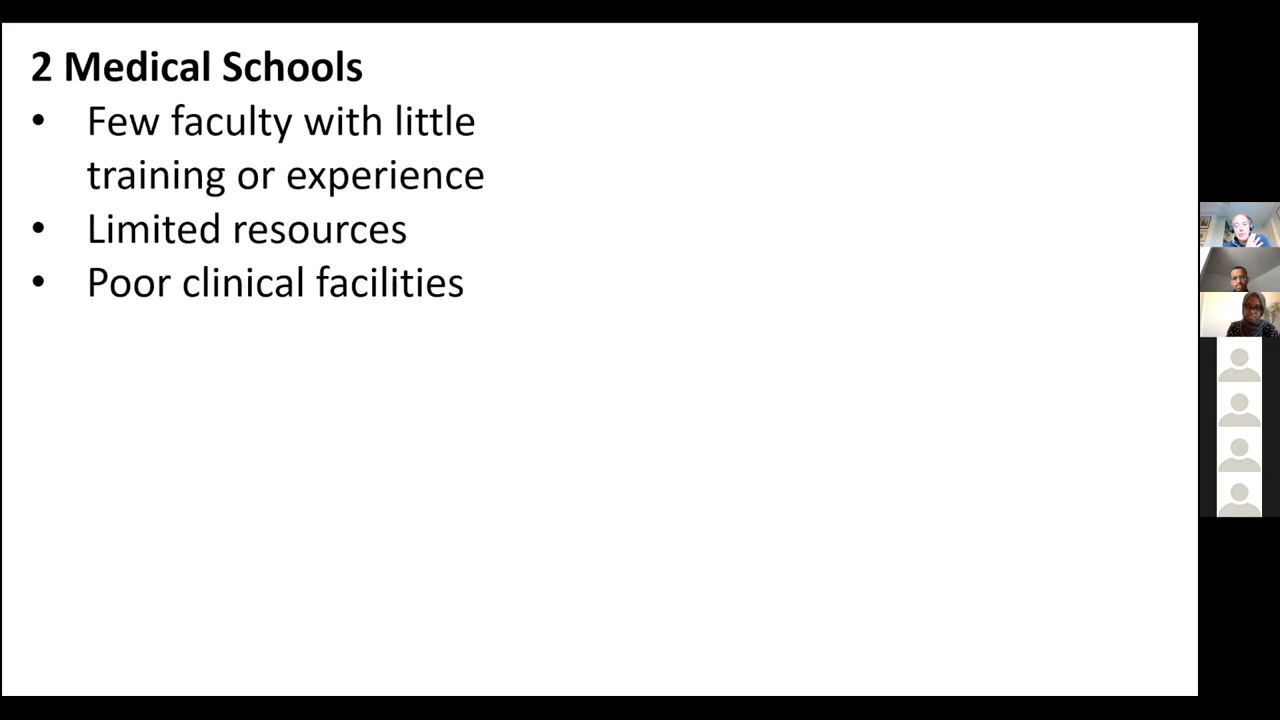 2 Medical Schools
• Few faculty with little
training or experience
• Limited resources
• Poor clinical facilities